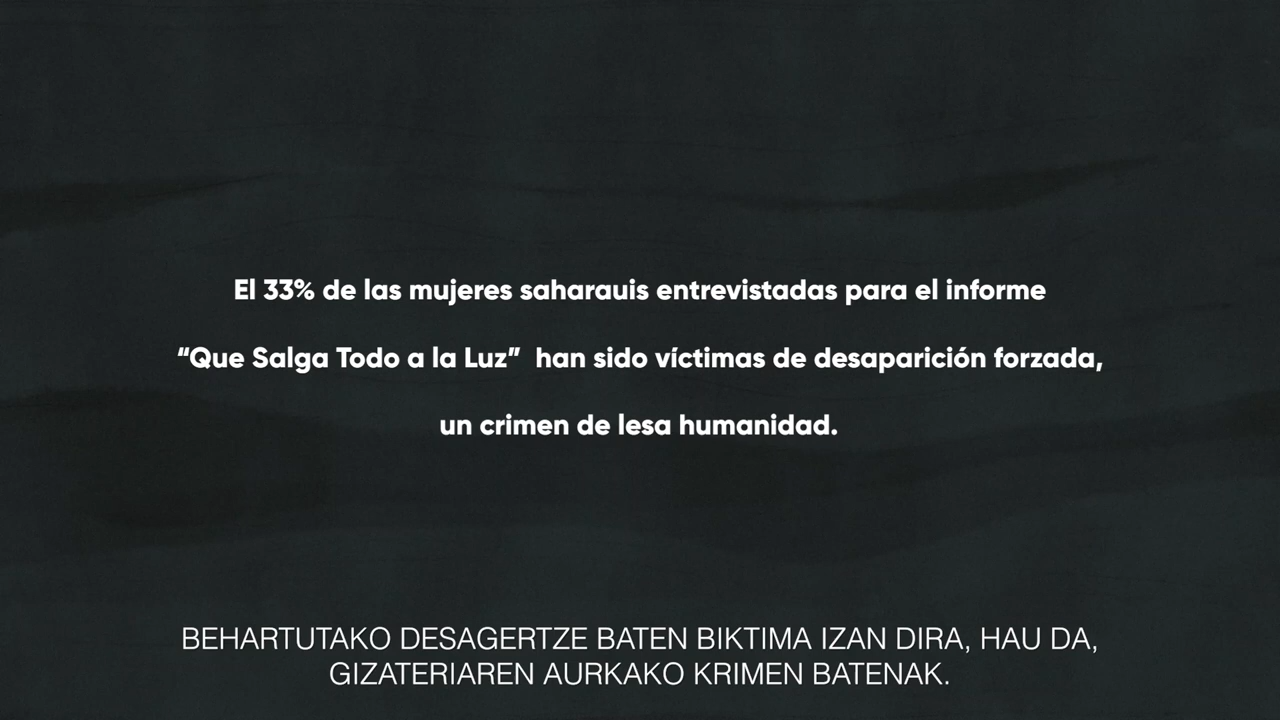 El 33% de las mujeres saharauis entrevistadas para el informe
“Que Salga Todo a la Luz” han sido víctimas de desaparición forzada,
un crimen de lesa humanidad.
BEHARTUTAKO DESAGERTZE BATEN BIKTIMA IZAN DIRA, HAU DA,
GIZATERIAREN AURKAKO KRIMEN BATENAK.